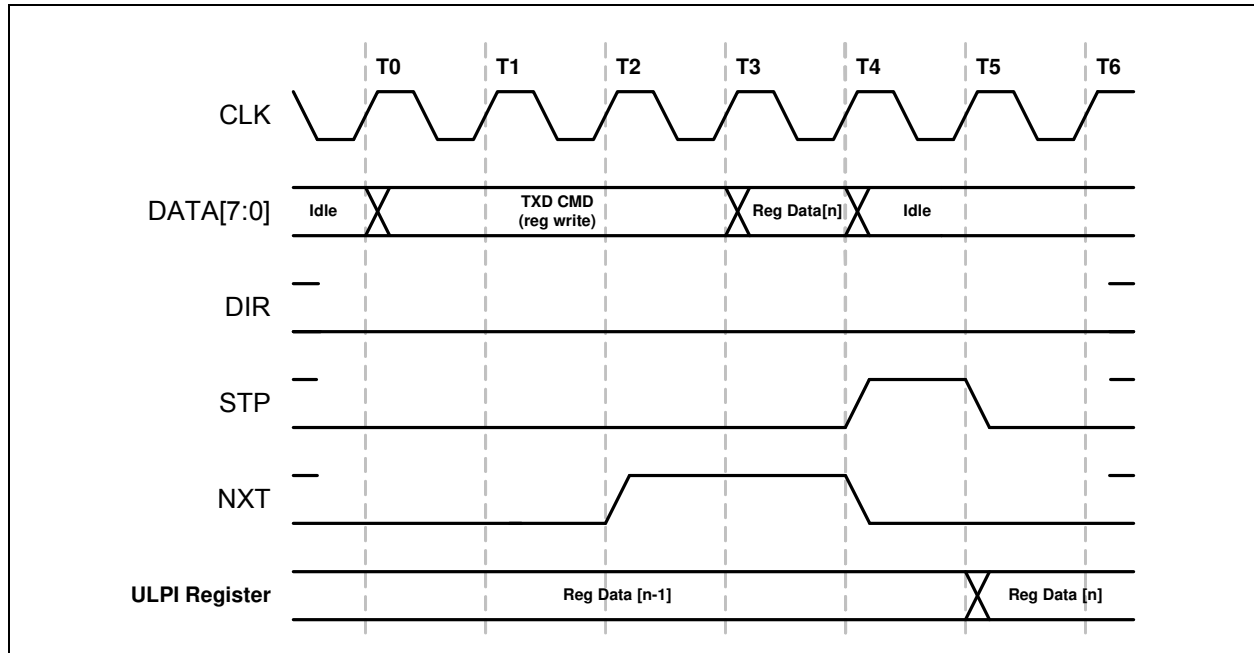 T0 T1 T2 T3 T4 T5 T6
CLK
DATA[7:0] Idle TXD CMD Reg Data[n] Idle
(reg write)
DIR
STP
NXT
ULPI Register Reg Data [n-1] Reg Data [n]